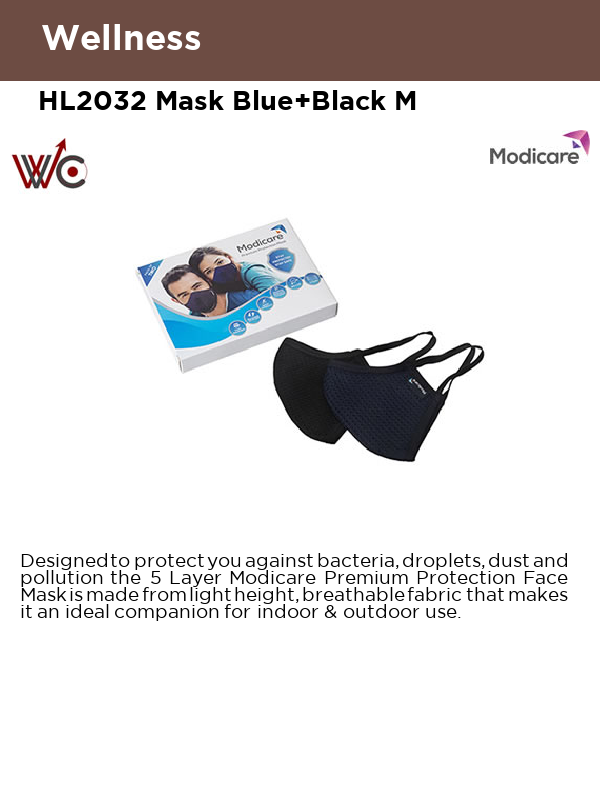 Wellness
HL2032 Mask Blue+Black M
WC
Modicare
Modicare
Designed to protect you against bacteria, droplets, dust and
pollution the 5 Layer Modicare Premium Protection Face
Mask is made from light height, breathable fabric that makes
it an ideal companion for indoor & outdoor use.